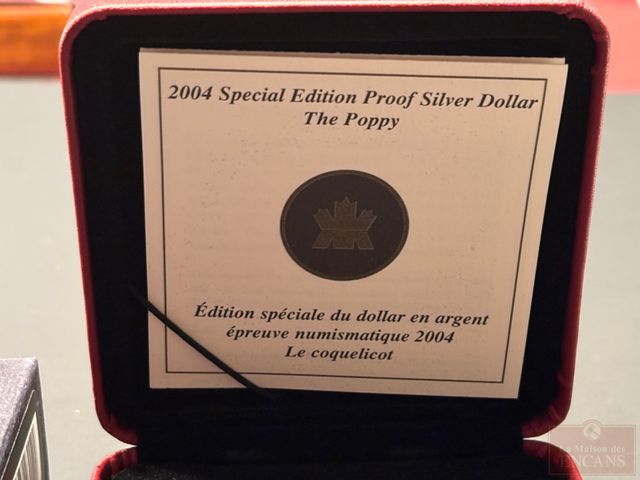 2004 Special Edition Proof Silver Dollar
The Poppy
Édition spéciale du dollar en argent
épreuve numismatique 2004
Le coquelicot
La Maison des
ENCANS